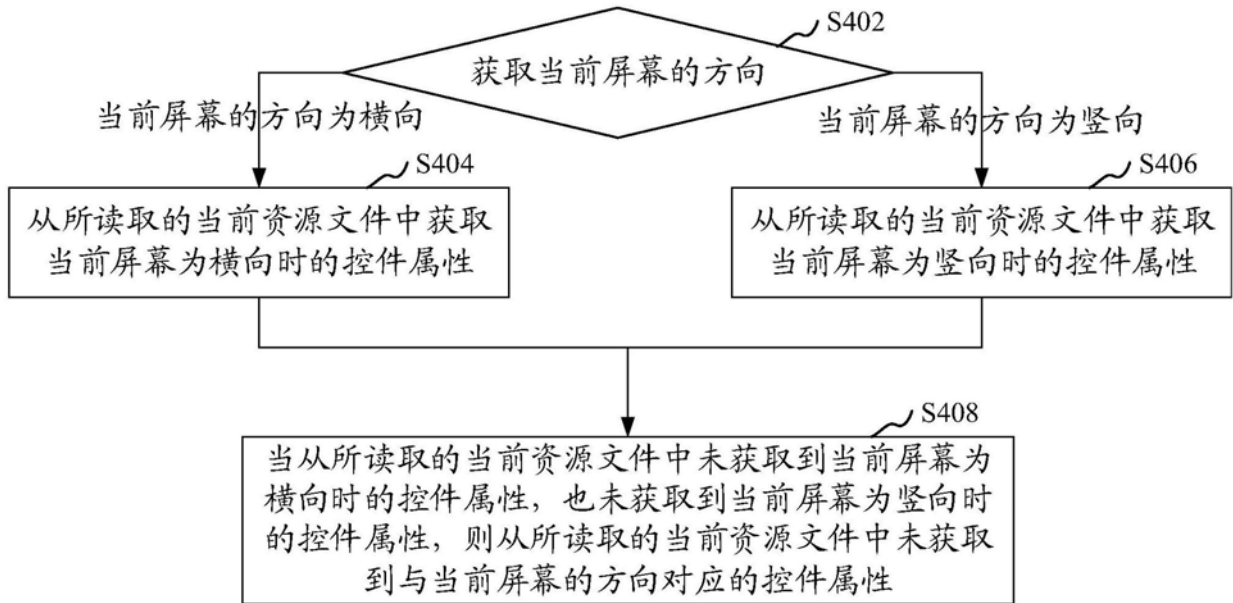 S402
获取当前屏幕的方向
当前屏幕的方向为横向
当前屏幕的方向为竖向
S404
从所读取的当前资源文件中获取
当前屏幕为横向时的控件属性
S406
从所读取的当前资源文件中获取
当前屏幕为竖向时的控件属性
S408
当从所读取的当前资源文件中未获取到当前屏幕为
横向时的控件属性，也未获取到当前屏幕为竖向时
的控件属性，则从所读取的当前资源文件中未获取
到与当前屏幕的方向对应的控件属性